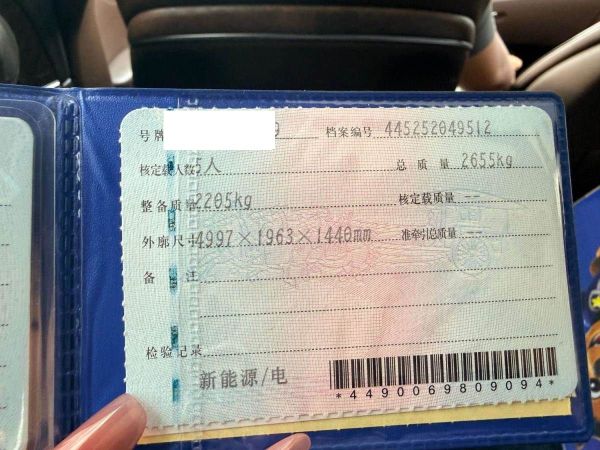 号牌 9 档案编号 445252049512
核定载人数 5人 总质量 2655kg
整备质量 2205kg 核定载质量 --
外廓尺寸 4997×1963×1440mm 准牵引总质量 --
备注
检验记录
新能源/电
*4490069809094*